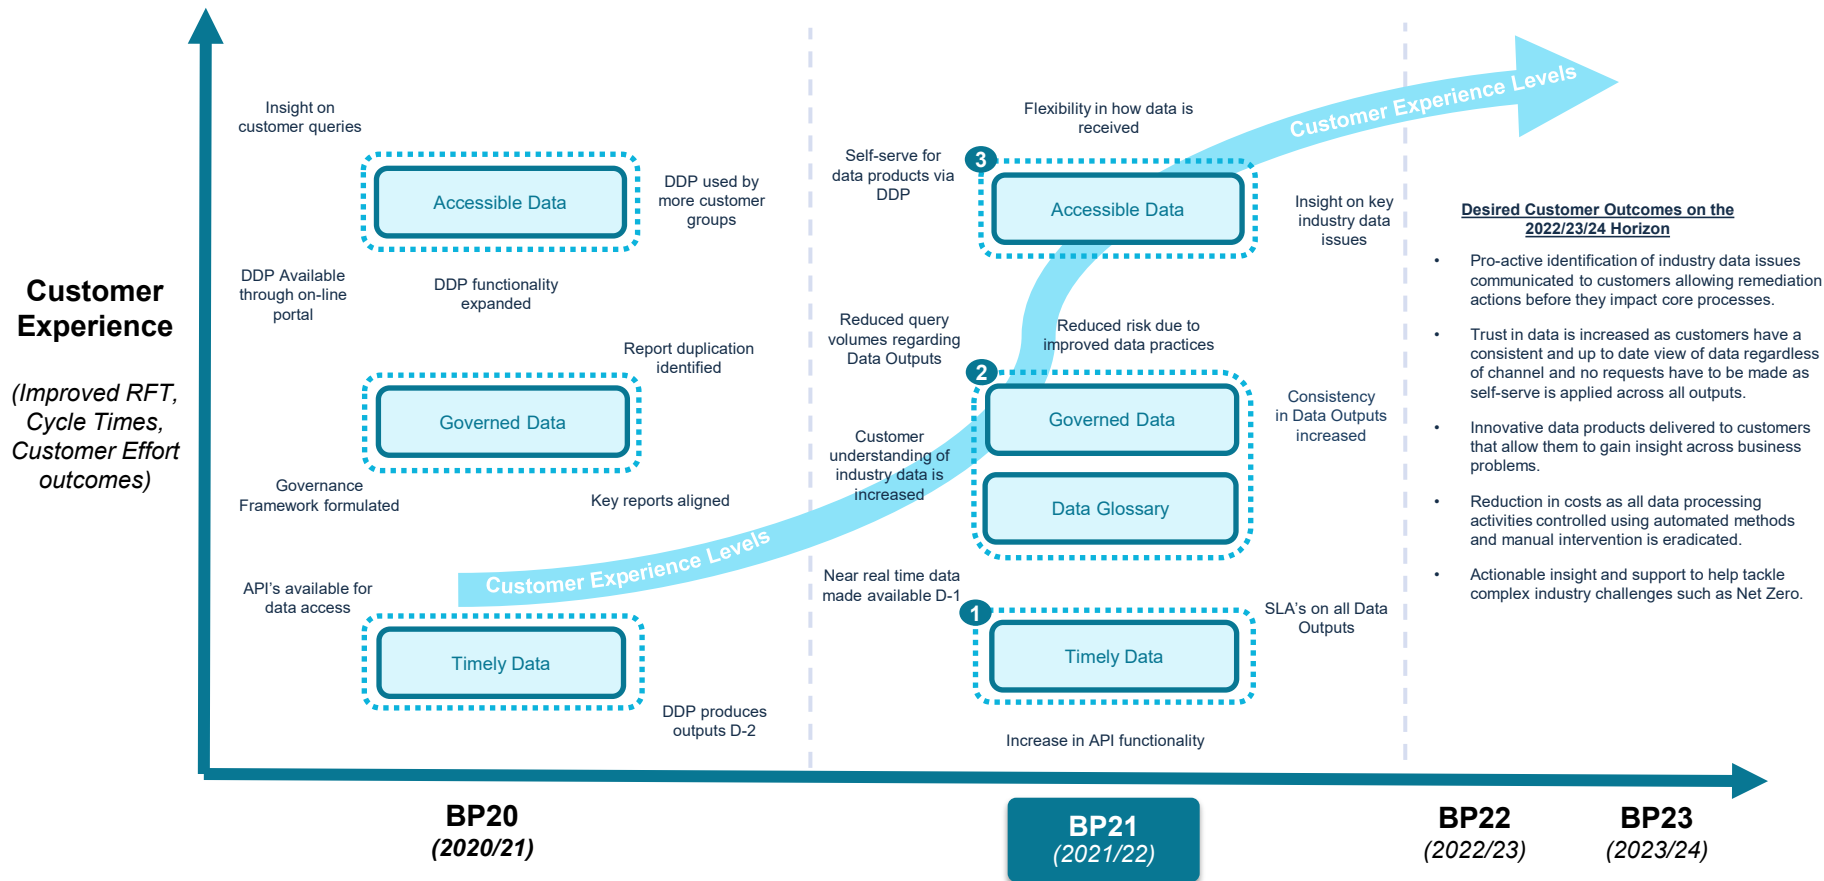 Customer
Experience
(Improved RFT,
Cycle Times,
Customer Effort
outcomes)
Insight on
customer queries
Accessible Data
DDP used by
more customer
groups
DDP Available
through on-line
portal
DDP functionality
expanded
Report duplication
identified
Governed Data
Governance
Framework formulated
Key reports aligned
Customer Experience Levels
API's available for
data access
Timely Data
DDP produces
outputs D-2
Flexibility in how data is
received
Self-serve for
data products via
DDP
3
Accessible Data
Insight on key
industry data
issues
Reduced query
volumes regarding
Data Outputs
Reduced risk due to
improved data practices
2
Governed Data
Consistency
in Data Outputs
increased
Customer
understanding of
industry data is
increased
Data Glossary
Near real time data
made available D-1
1
SLA's on all Data
Outputs
Timely Data
Increase in API functionality
Customer Experience Levels
Desired Customer Outcomes on the
2022/23/24 Horizon
• Pro-active identification of industry data issues
communicated to customers allowing remediation
actions before they impact core processes.
• Trust in data is increased as customers have a
consistent and up to date view of data regardless
of channel and no requests have to be made as
self-serve is applied across all outputs.
• Innovative data products delivered to customers
that allow them to gain insight across business
problems.
• Reduction in costs as all data processing
activities controlled using automated methods
and manual intervention is eradicated.
• Actionable insight and support to help tackle
complex industry challenges such as Net Zero.
BP20
(2020/21)
BP21
(2021/22)
BP22
(2022/23)
BP23
(2023/24)